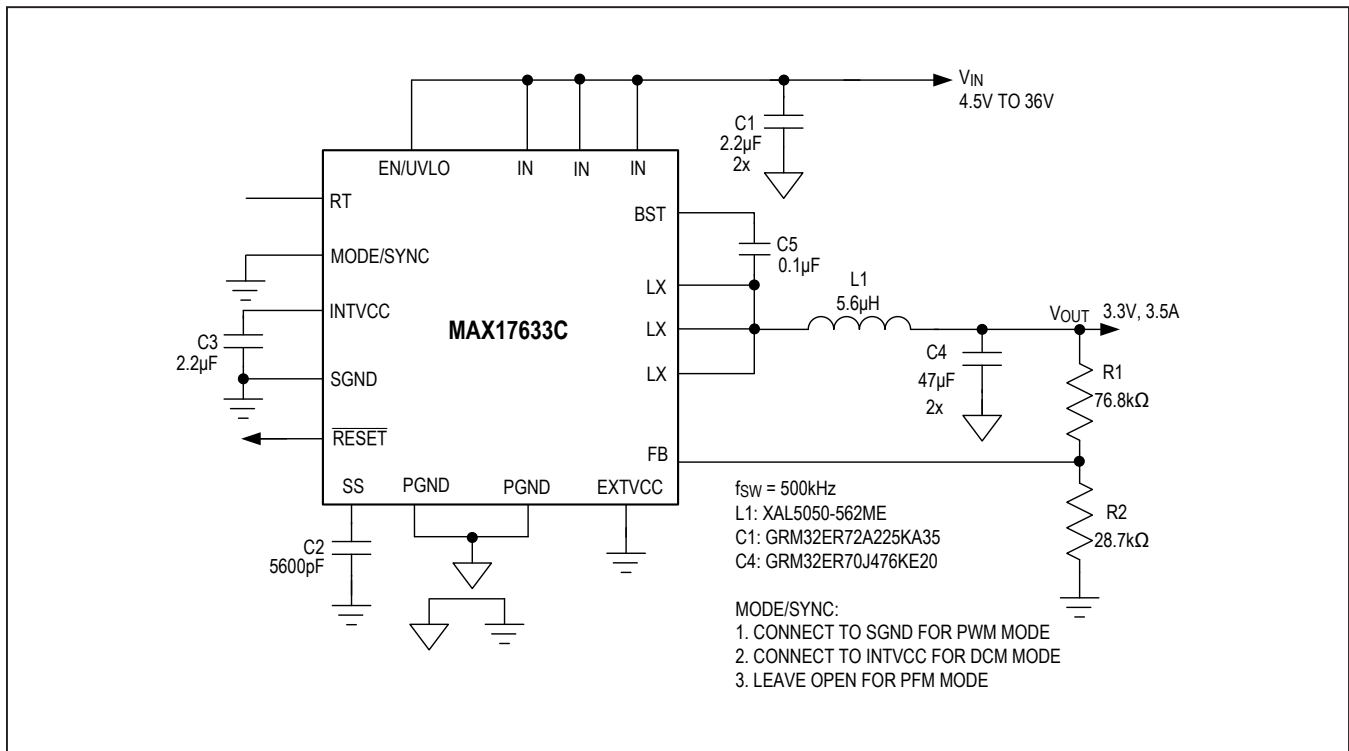 VIN
4.5V TO 36V
C1
2.2µF
2x
EN/UVLO
IN
IN
IN
RT
BST
MODE/SYNC
C5
0.1µF
LX
L1
5.6µH
INTVCC
MAX17633C
LX
VOUT 3.3V, 3.5A
C3
2.2µF
C4
47µF
2x
R1
76.8kΩ
SGND
LX
RESET
FB
SS
PGND
PGND
EXTVCC
C2
5600pF
R2
28.7kΩ
fSW = 500kHz
L1: XAL5050-562ME
C1: GRM32ER72A225KA35
C4: GRM32ER70J476KE20
MODE/SYNC:
1. CONNECT TO SGND FOR PWM MODE
2. CONNECT TO INTVCC FOR DCM MODE
3. LEAVE OPEN FOR PFM MODE